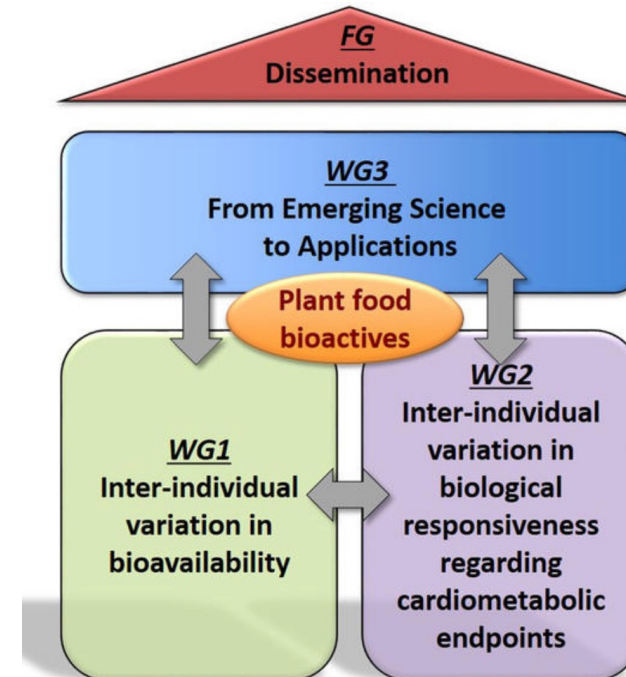 FG
Dissemination
WG3
From Emerging Science
to Applications
Plant food
bioactives
WG1
Inter-individual
variation in
bioavailability
WG2
Inter-individual
variation in
biological
responsiveness
regarding
cardiometabolic
endpoints